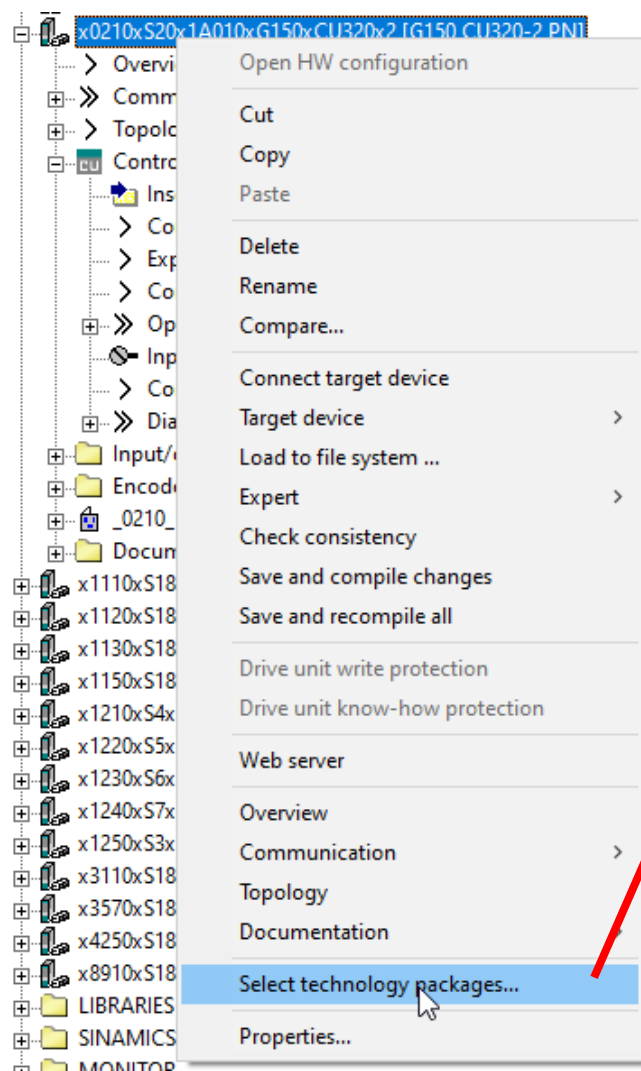 x0210xS20x1A010xG150xCU320x2 [G150 CU320-2 PN]
Overvi
Comm
Topolo
Contro
Ins
Co
Exp
Co
Op
Inp
Co
Dia
Input/
Encod
_0210_
Docum
x1110xS18
x1120xS18
x1130xS18
x1150xS18
x1210xS4x
x1220xS5x
x1230xS6x
x1240xS7x
x1250xS3x
x3110xS18
x3570xS18
x4250xS18
x8910xS18
LIBRARIES
SINAMICS
MONITOR
Open HW configuration
Cut
Copy
Paste
Delete
Rename
Compare...
Connect target device
Target device
Load to file system ...
Expert
Check consistency
Save and compile changes
Save and recompile all
Drive unit write protection
Drive unit know-how protection
Web server
Overview
Communication
Topology
Documentation
Select technology packages...
Properties...